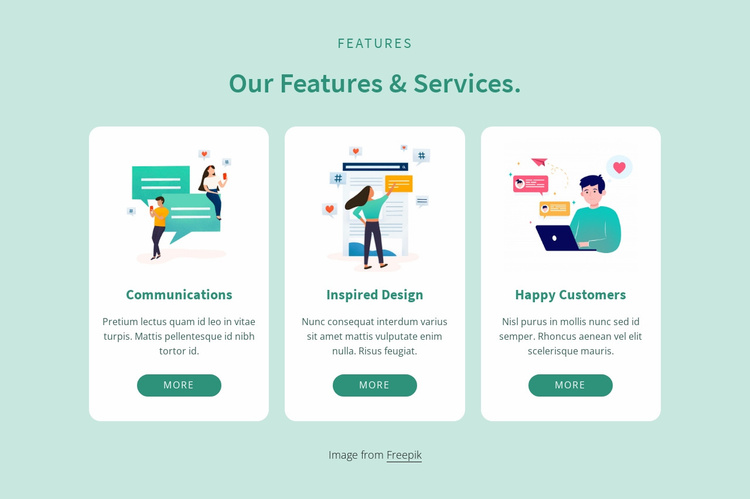 FEATURES
Our Features & Services.
Communications
Pretium lectus quam id leo in vitae
turpis. Mattis pellentesque id nibh
tortor id.
MORE
Inspired Design
Nunc consequat interdum varius
sit amet mattis vulputate enim
nulla. Risus feugiat.
MORE
Happy Customers
Nisl purus in mollis nunc sed id
semper. Rhoncus aenean vel elit
scelerisque mauris.
MORE
Image from Freepik